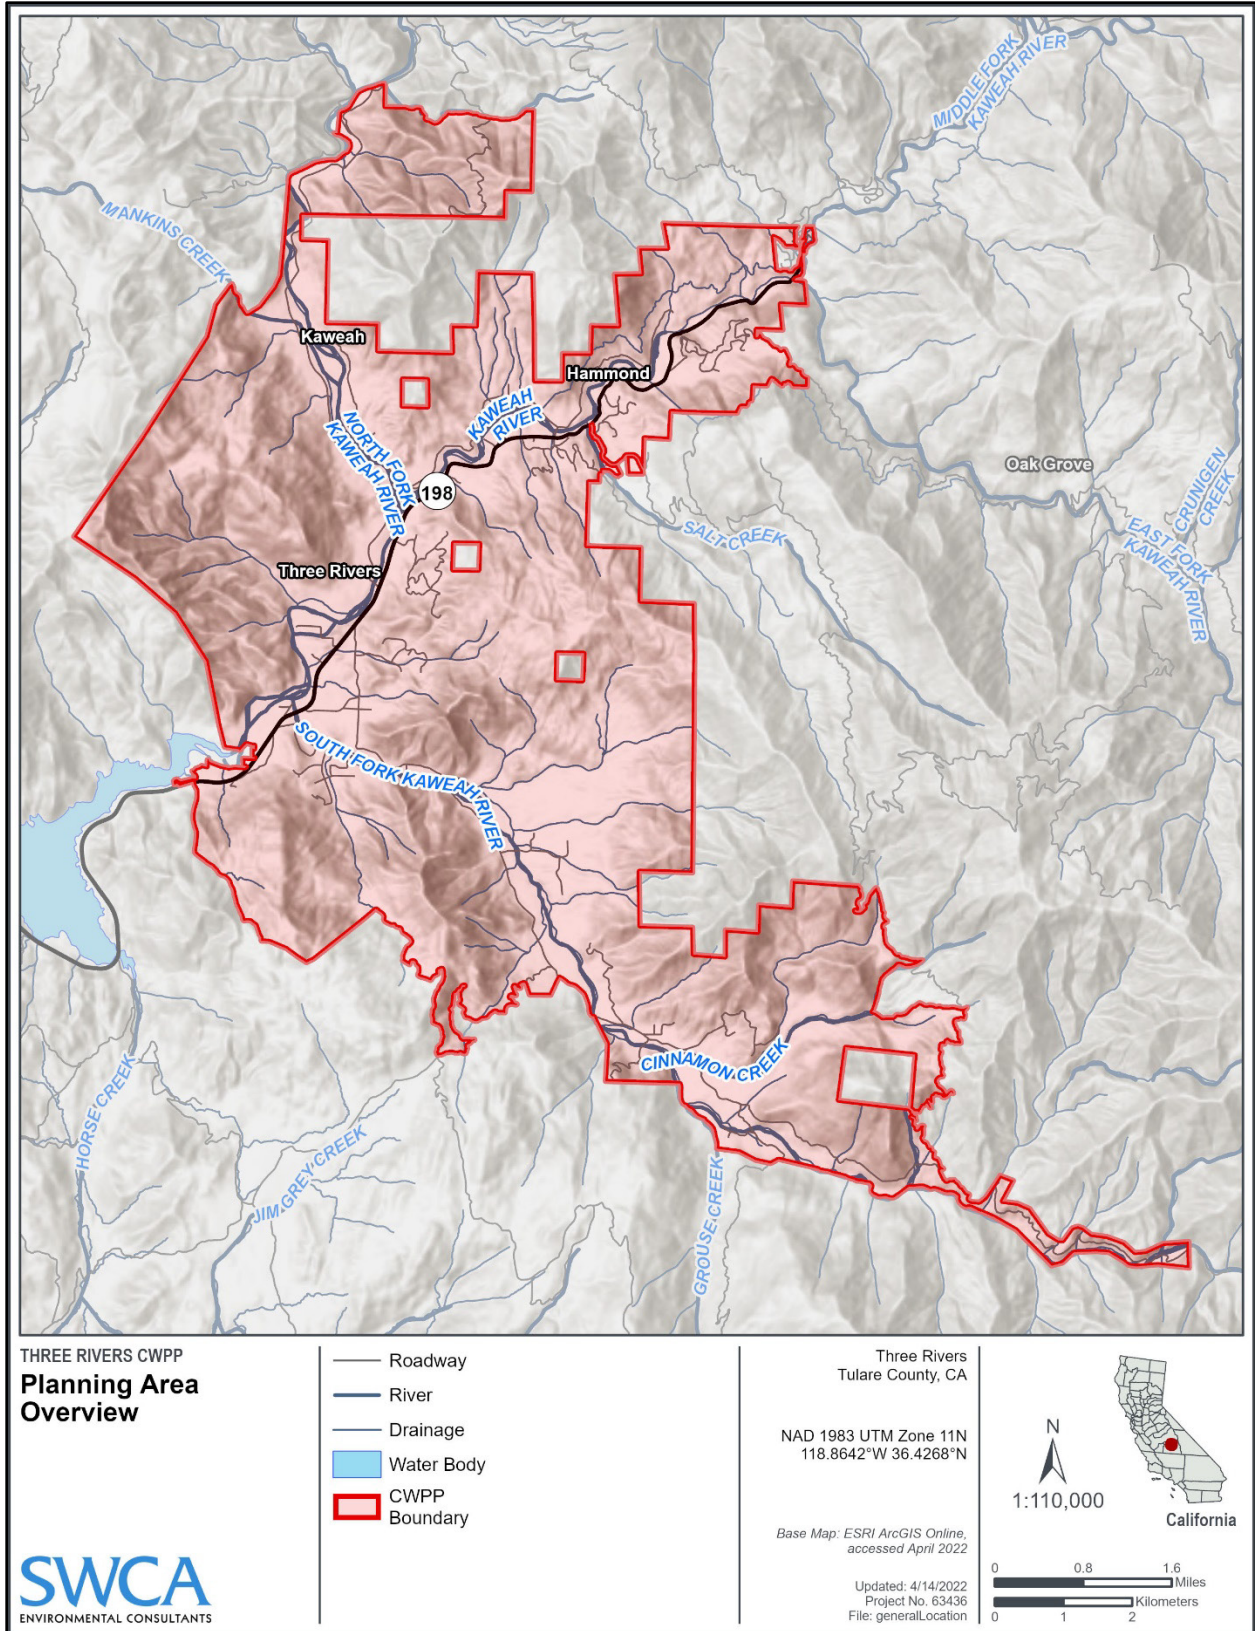 MIDDLE FORK
KAWEAH RIVER
MANKINS CREEK
Kaweah
Hammond
KAWEAH
RIVER
NORTH FORK
KAWEAH RIVER
198
Oak Grove
CRUNIGEN
CREEK
SALT CREEK
EAST FORK
KAWEAH RIVER
Three Rivers
SOUTH FORK KAWEAH RIVER
CINNAMON CREEK
HORSE CREEK
JIM GREY CREEK
GROUSE CREEK
THREE RIVERS CWPP
Planning Area
Overview
SWCA
ENVIRONMENTAL CONSULTANTS
Roadway
River
Drainage
Water Body
CWPP
Boundary
Three Rivers
Tulare County, CA
NAD 1983 UTM Zone 11N
118.8642°W 36.4268°N
Base Map: ESRI ArcGIS Online,
accessed April 2022
Updated: 4/14/2022
Project No. 63436
File: generalLocation
N
1:110,000
California
0 0.8 1.6
Miles
Kilometers
0 1 2